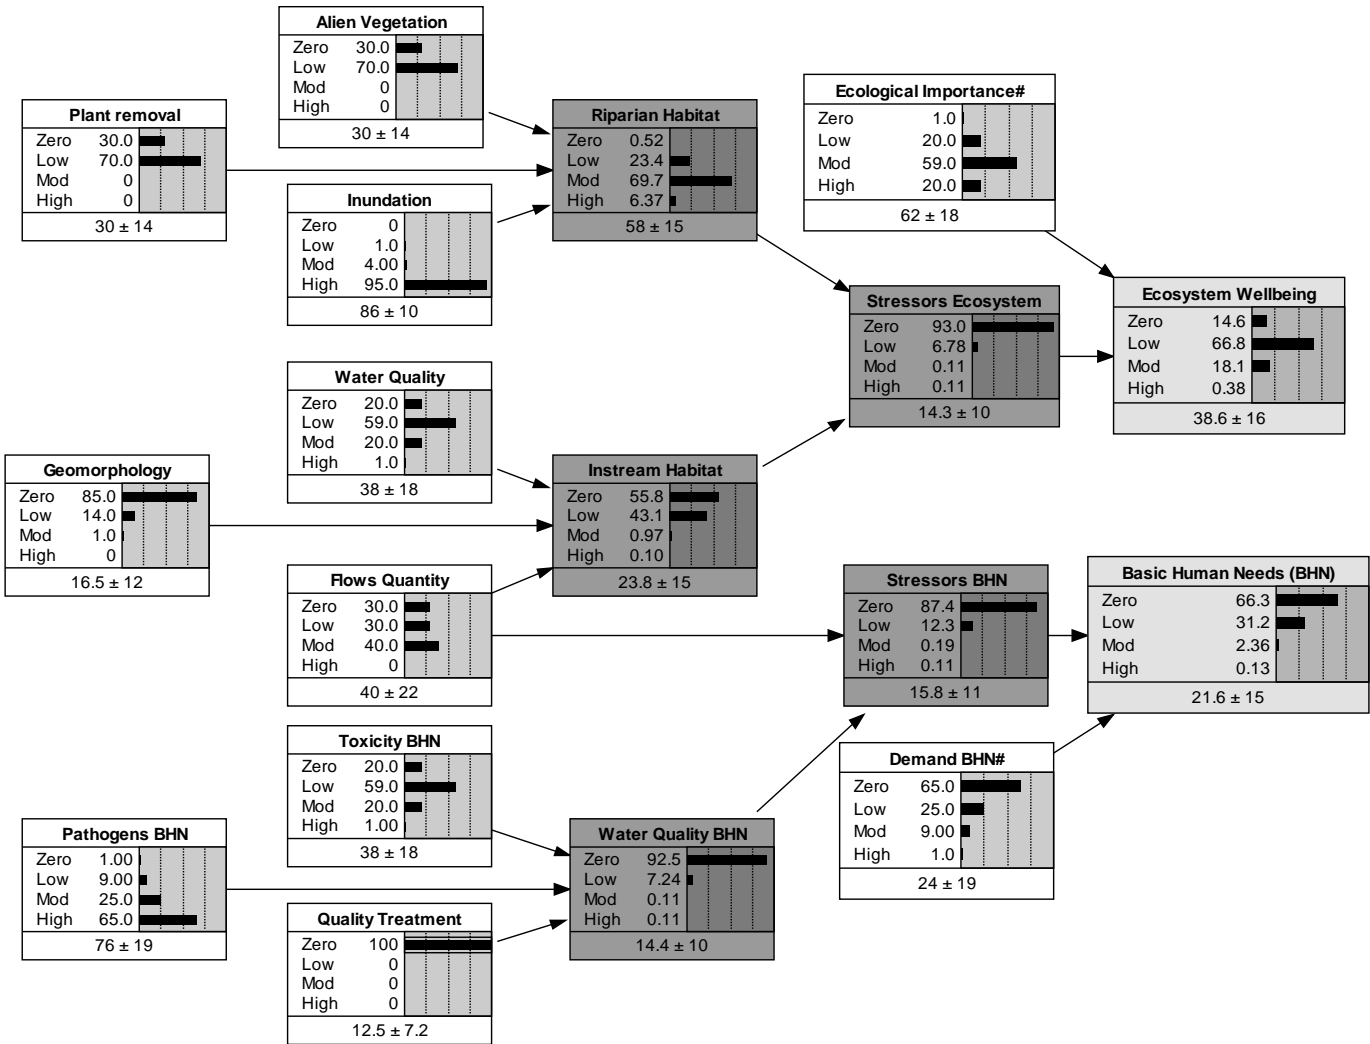 Alien Vegetation
Zero 30.0
Low 70.0
Mod 0
High 0
30 ± 14
Plant removal
Zero 30.0
Low 70.0
Mod 0
High 0
30 ± 14
Inundation
Zero 0
Low 1.0
Mod 4.00
High 95.0
86 ± 10
Riparian Habitat
Zero 0.52
Low 23.4
Mod 69.7
High 6.37
58 ± 15
Ecological Importance#
Zero 1.0
Low 20.0
Mod 59.0
High 20.0
62 ± 18
Stressors Ecosystem
Zero 93.0
Low 6.78
Mod 0.11
High 0.11
14.3 ± 10
Ecosystem Wellbeing
Zero 14.6
Low 66.8
Mod 18.1
High 0.38
38.6 ± 16
Water Quality
Zero 20.0
Low 59.0
Mod 20.0
High 1.0
38 ± 18
Geomorphology
Zero 85.0
Low 14.0
Mod 1.0
High 0
16.5 ± 12
Instream Habitat
Zero 55.8
Low 43.1
Mod 0.97
High 0.10
23.8 ± 15
Flows Quantity
Zero 30.0
Low 30.0
Mod 40.0
High 0
40 ± 22
Stressors BHN
Zero 87.4
Low 12.3
Mod 0.19
High 0.11
15.8 ± 11
Basic Human Needs (BHN)
Zero 66.3
Low 31.2
Mod 2.36
High 0.13
21.6 ± 15
Toxicity BHN
Zero 20.0
Low 59.0
Mod 20.0
High 1.00
38 ± 18
Demand BHN#
Zero 65.0
Low 25.0
Mod 9.00
High 1.0
24 ± 19
Pathogens BHN
Zero 1.00
Low 9.00
Mod 25.0
High 65.0
76 ± 19
Water Quality BHN
Zero 92.5
Low 7.24
Mod 0.11
High 0.11
14.4 ± 10
Quality Treatment
Zero 100
Low 0
Mod 0
High 0
12.5 ± 7.2